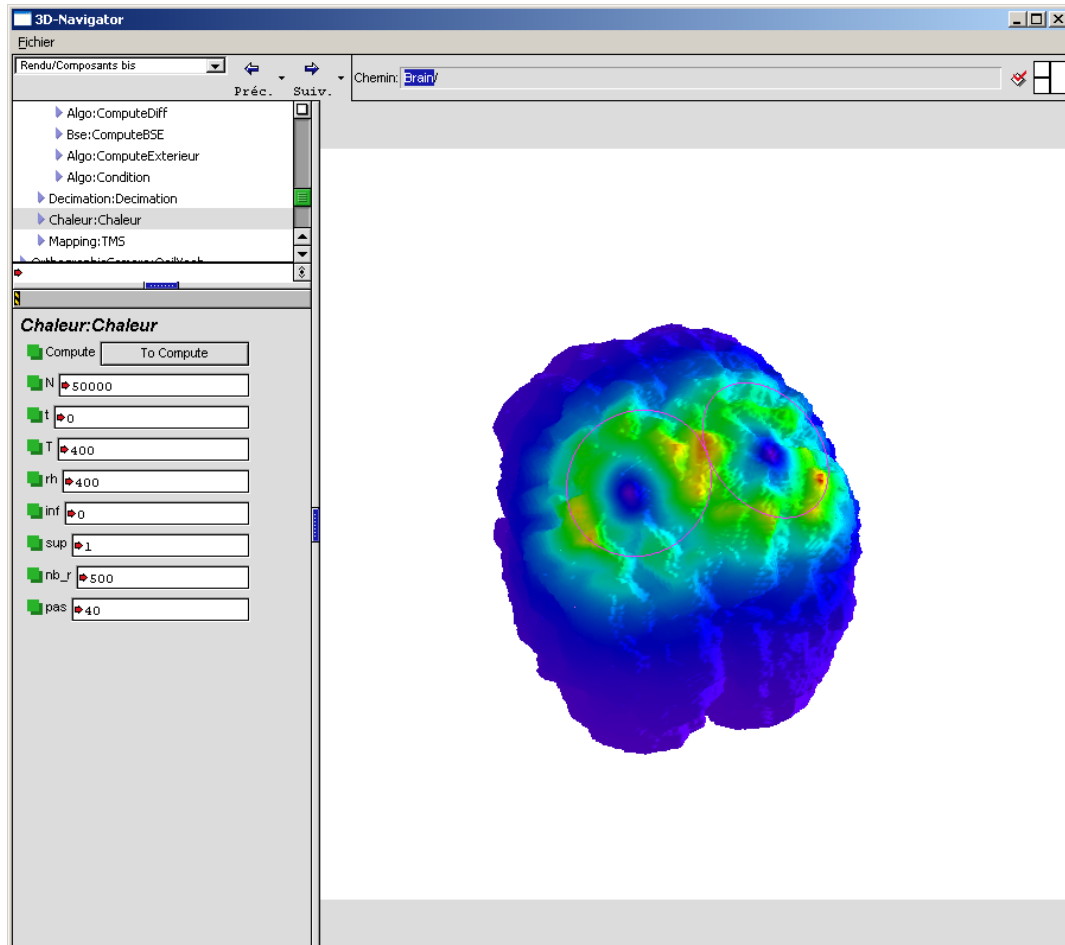 3D-Navigator
Fichier
Rendu/Composants bis
Préc.
Suiv.
Chemin: Brain/
Algo:ComputeDiff
Bse:ComputeBSE
Algo:ComputeExterieur
Algo:Condition
Decimation:Decimation
Chaleur:Chaleur
Mapping:TMS
Chaleur:Chaleur
Compute To Compute
N 50000
t 0
T 400
rh 400
inf 0
sup 1
nb_r 500
pas 40